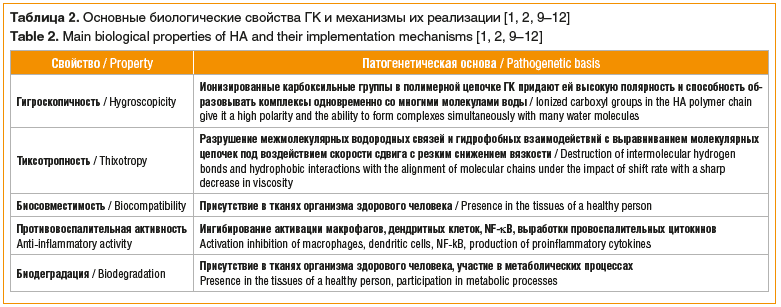 Таблица 2. Основные биологические свойства ГК и механизмы их реализации [1, 2, 9–12]
Table 2. Main biological properties of HA and their implementation mechanisms [1, 2, 9–12]
Свойство / Property
Патогенетическая основа / Pathogenetic basis
Гигроскопичность / Hygroscopicity
Ионизированные карбоксильные группы в полимерной цепочке ГК придают ей высокую полярность и способность об-
разовывать комплексы одновременно со многими молекулами воды / Ionized carboxyl groups in the HA polymer chain
give it a high polarity and the ability to form complexes simultaneously with many water molecules
Тиксотропность / Thixotropy
Разрушение межмолекулярных водородных связей и гидрофобных взаимодействий с выравниванием молекулярных
цепочек под воздействием скорости сдвига с резким снижением вязкости / Destruction of intermolecular hydrogen
bonds and hydrophobic interactions with the alignment of molecular chains under the impact of shift rate with a sharp
decrease in viscosity
Биосовместимость / Biocompatibility
Присутствие в тканях организма здорового человека / Presence in the tissues of a healthy person
Противовоспалительная активность
Anti-inflammatory activity
Ингибирование активации макрофагов, дендритных клеток, NF-κB, выработки провоспалительных цитокинов
Activation inhibition of macrophages, dendritic cells, NF-kB, production of proinflammatory cytokines
Биодеградация / Biodegradation
Присутствие в тканях организма здорового человека, участие в метаболических процессах
Presence in the tissues of a healthy person, participation in metabolic processes